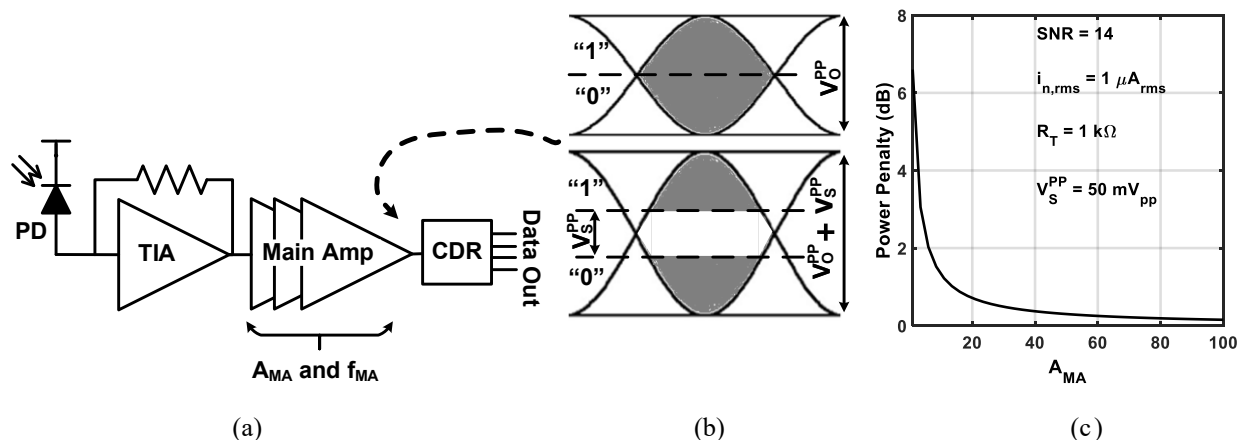 PD
TIA
Main Amp
CDR
Data Out
A_MA and f_MA
(a)
"1"
"0"
V_O^PP
"1"
V_S^PP
"0"
V_O^PP + V_S^PP
(b)
Power Penalty (dB)
8
6
4
2
0
SNR = 14
i_n,rms = 1 μA_rms
R_T = 1 kΩ
V_S^PP = 50 mV_pp
20
40
60
80
100
A_MA
(c)